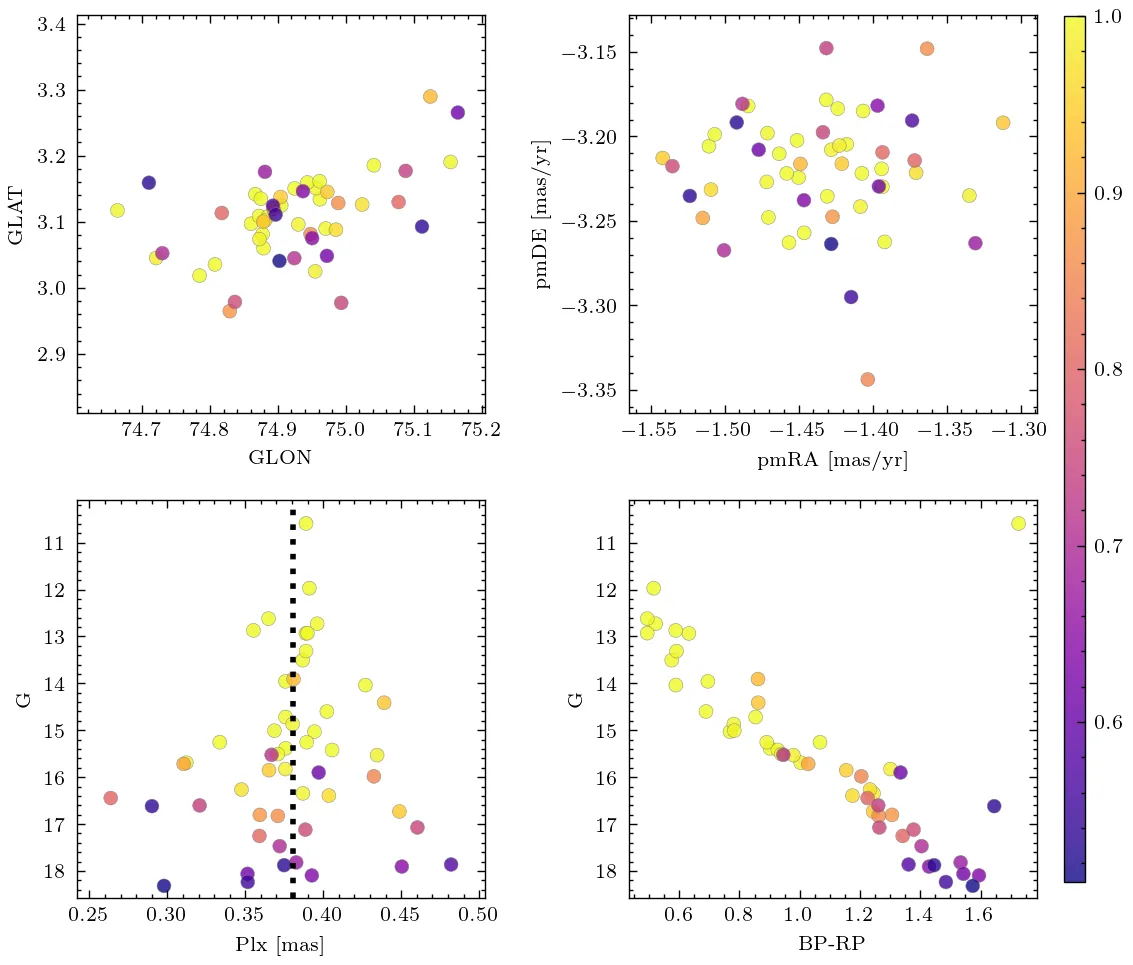 3.4
3.3
3.2
3.1
3.0
2.9
GLAT
74.7 74.8 74.9 75.0 75.1 75.2
GLON
−3.15
−3.20
−3.25
−3.30
−3.35
pmDE [mas/yr]
−1.55 −1.50 −1.45 −1.40 −1.35 −1.30
pmRA [mas/yr]
1.0
0.9
0.8
0.7
0.6
11
12
13
14
15
16
17
18
G
0.25 0.30 0.35 0.40 0.45 0.50
Plx [mas]
11
12
13
14
15
16
17
18
G
0.6 0.8 1.0 1.2 1.4 1.6
BP-RP